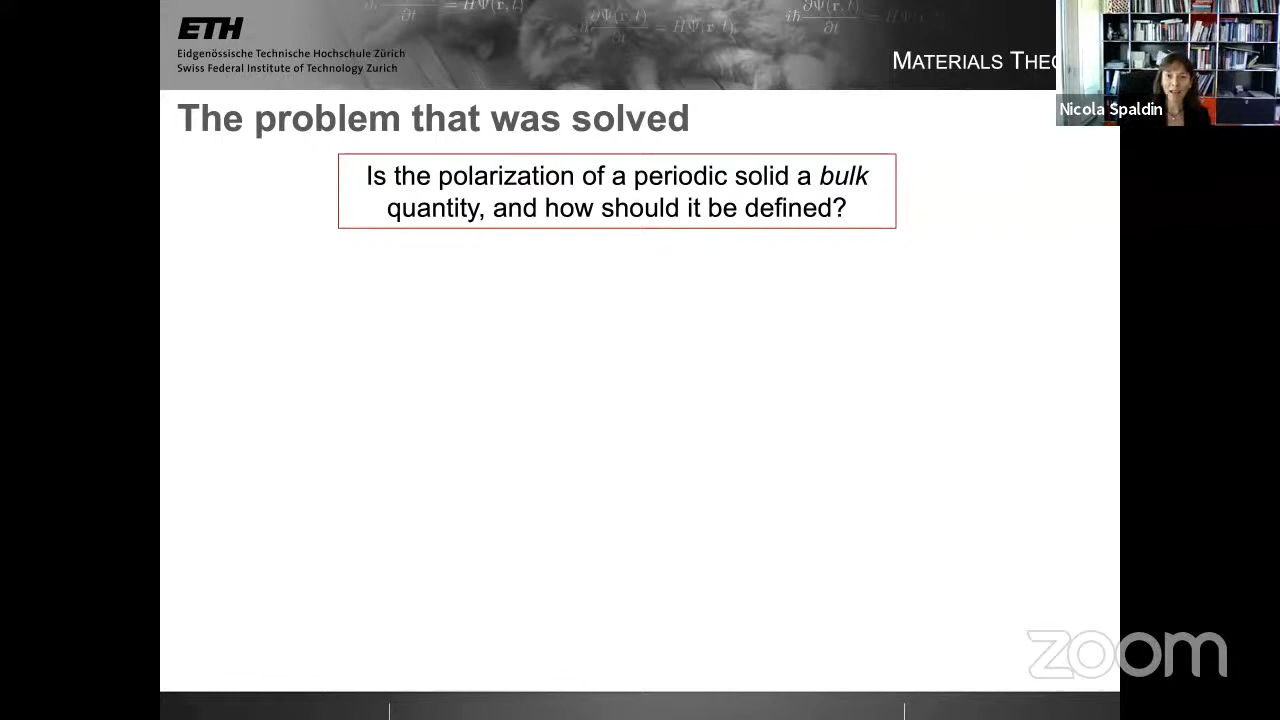 ETH
Eidgenössische Technische Hochschule Zürich
Swiss Federal Institute of Technology Zurich
MATERIALS THEO
Nicola Spaldin
The problem that was solved
Is the polarization of a periodic solid a bulk
quantity, and how should it be defined?
zoom